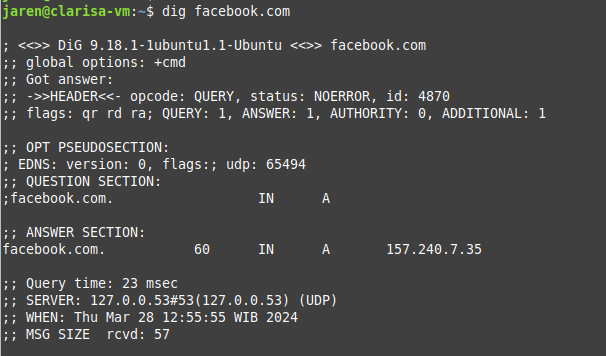 jaren@clarisa-vm:~$ dig facebook.com
; <<>> DiG 9.18.1-1ubuntu1.1-Ubuntu <<>> facebook.com
;; global options: +cmd
;; Got answer:
;; ->>HEADER<<- opcode: QUERY, status: NOERROR, id: 4870
;; flags: qr rd ra; QUERY: 1, ANSWER: 1, AUTHORITY: 0, ADDITIONAL: 1
;; OPT PSEUDOSECTION:
; EDNS: version: 0, flags:; udp: 65494
;; QUESTION SECTION:
;facebook.com. IN A
;; ANSWER SECTION:
facebook.com. 60 IN A 157.240.7.35
;; Query time: 23 msec
;; SERVER: 127.0.0.53#53(127.0.0.53) (UDP)
;; WHEN: Thu Mar 28 12:55:55 WIB 2024
;; MSG SIZE rcvd: 57